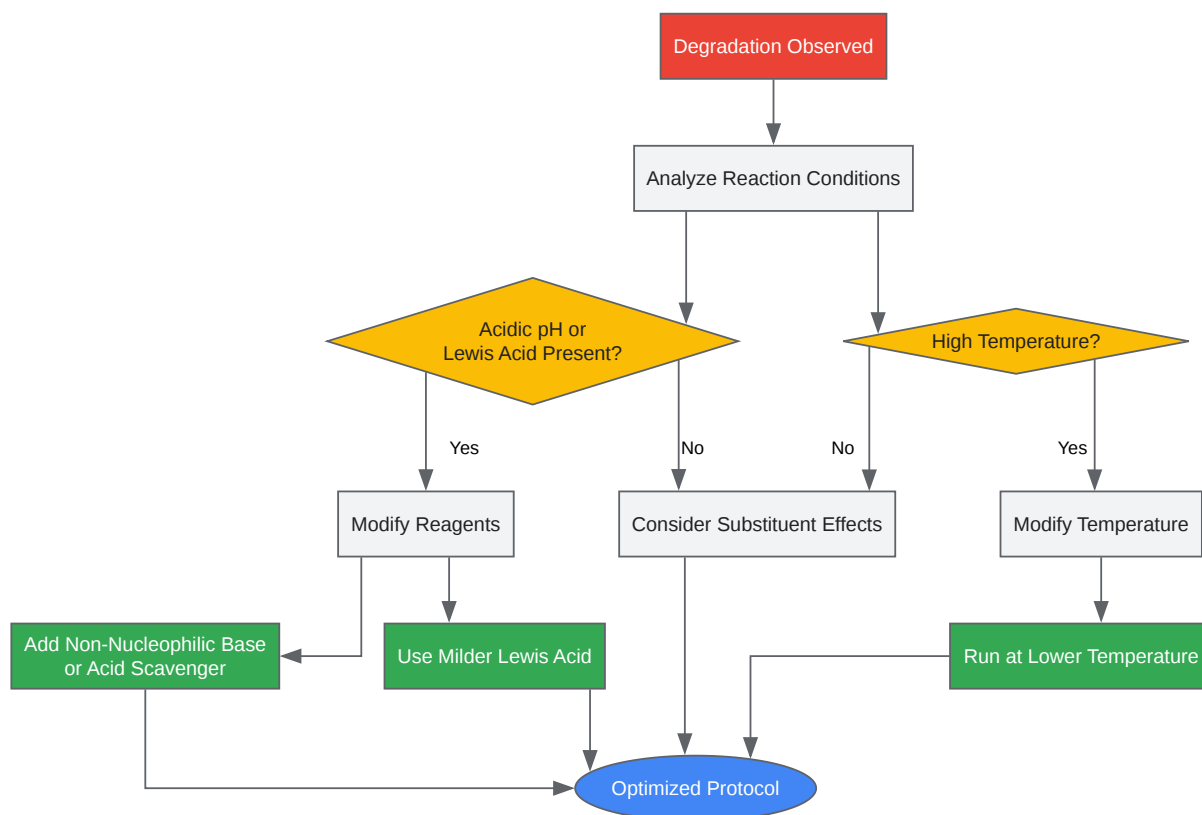 Degradation Observed
Analyze Reaction Conditions
Acidic pH or
Lewis Acid Present?
High Temperature?
Yes
No
No
Yes
Modify Reagents
Consider Substituent Effects
Modify Temperature
Add Non-Nucleophilic Base
or Acid Scavenger
Use Milder Lewis Acid
Run at Lower Temperature
Optimized Protocol